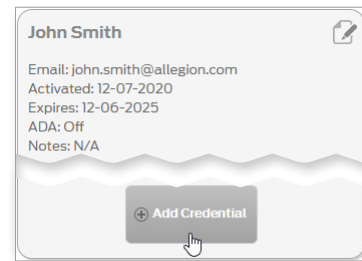 John Smith
Email: john.smith@allegion.com
Activated: 12-07-2020
Expires: 12-06-2025
ADA: Off
Notes: N/A
Add Credential